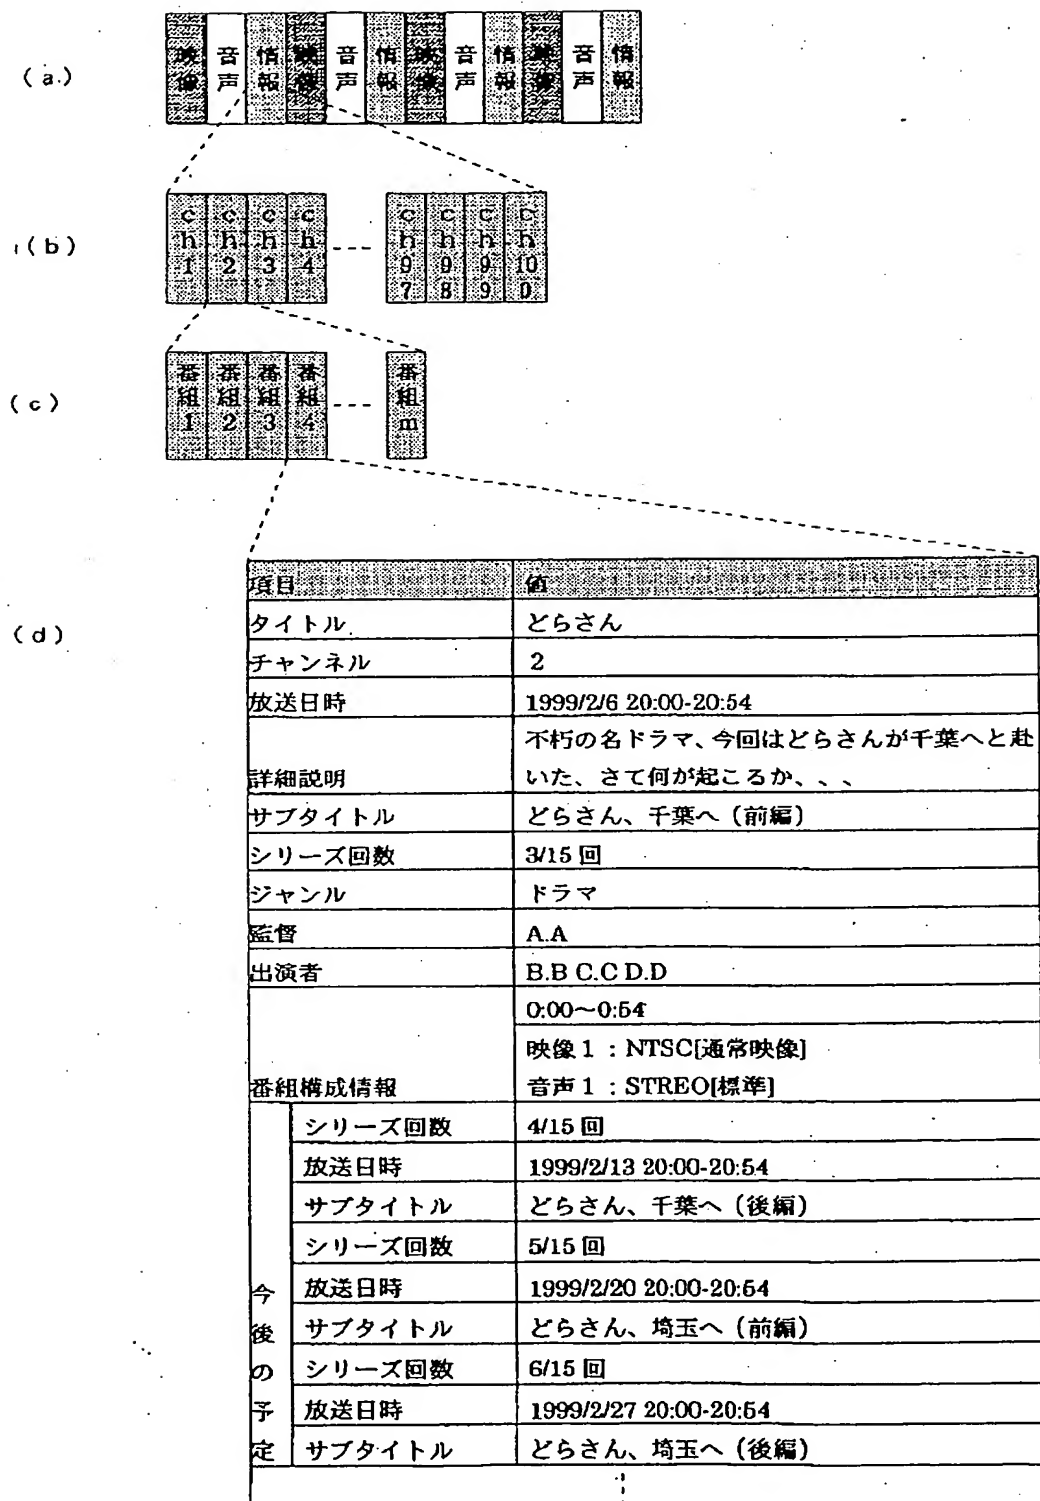 (a)
映像 音声 情報 映像 音声 情報 映像 音声 情報 映像 音声 情報
(b)
ch1 ch2 ch3 ch4 --- ch97 ch98 ch99 ch100
(c)
番組1 番組2 番組3 番組4 --- 番組m
(d)
項目 値
タイトル どらさん
チャンネル 2
放送日時 1999/2/6 20:00-20:54
詳細説明 不朽の名ドラマ、今回はどらさんが千葉へと赴
いた、さて何が起こるか、、、
サブタイトル どらさん、千葉へ（前編）
シリーズ回数 3/15 回
ジャンル ドラマ
監督 A.A
出演者 B.B C.C D.D
番組構成情報 0:00～0:54
映像1：NTSC[通常映像]
音声1：STREO[標準]
今後の予定
シリーズ回数 4/15 回
放送日時 1999/2/13 20:00-20:54
サブタイトル どらさん、千葉へ（後編）
シリーズ回数 5/15 回
放送日時 1999/2/20 20:00-20:54
サブタイトル どらさん、埼玉へ（前編）
シリーズ回数 6/15 回
放送日時 1999/2/27 20:00-20:54
サブタイトル どらさん、埼玉へ（後編）